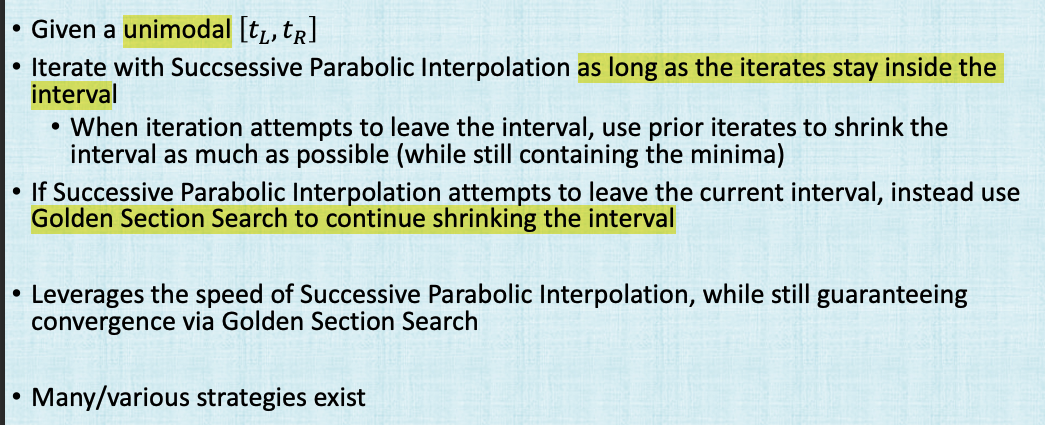 • Given a unimodal [t_L, t_R]
• Iterate with Succsessive Parabolic Interpolation as long as the iterates stay inside the
interval
• When iteration attempts to leave the interval, use prior iterates to shrink the
interval as much as possible (while still containing the minima)
• If Successive Parabolic Interpolation attempts to leave the current interval, instead use
Golden Section Search to continue shrinking the interval
• Leverages the speed of Successive Parabolic Interpolation, while still guaranteeing
convergence via Golden Section Search
• Many/various strategies exist